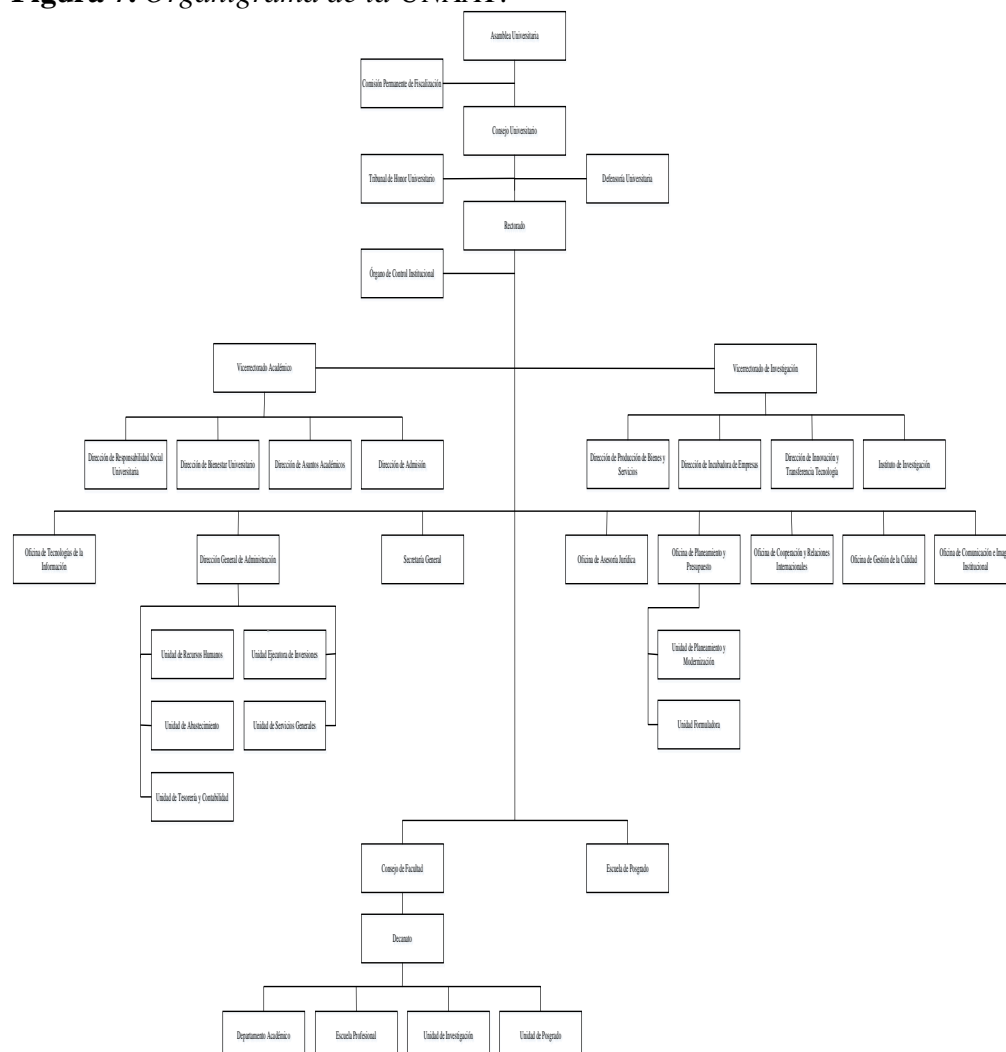 Asamblea Universitaria
Comisión Permanente de Fiscalización
Consejo Universitario
Tribunal de Honor Universitario
Defensoría Universitaria
Rectorado
Órgano de Control Institucional
Vicerrectorado Académico
Vicerrectorado de Investigación
Dirección de Responsabilidad Social
Universitaria
Dirección de Bienestar Universitario
Dirección de Asuntos Académicos
Dirección de Admisión
Dirección de Producción de Bienes y
Servicios
Dirección de Incubadora de Empresas
Dirección de Innovación y
Transferencia Tecnología
Instituto de Investigación
Oficina de Tecnologías de la
Información
Dirección General de Administración
Secretaría General
Oficina de Asesoría Jurídica
Oficina de Planeamiento y
Presupuesto
Oficina de Cooperación y Relaciones
Internacionales
Oficina de Gestión de la Calidad
Oficina de Comunicación e Imag
Institucional
Unidad de Recursos Humanos
Unidad Ejecutora de Inversiones
Unidad de Planeamiento y
Modernización
Unidad de Abastecimiento
Unidad de Servicios Generales
Unidad Formuladora
Unidad de Tesorería y Contabilidad
Consejo de Facultad
Escuela de Posgrado
Decanato
Departamento Académico
Escuela Profesional
Unidad de Investigación
Unidad de Posgrado